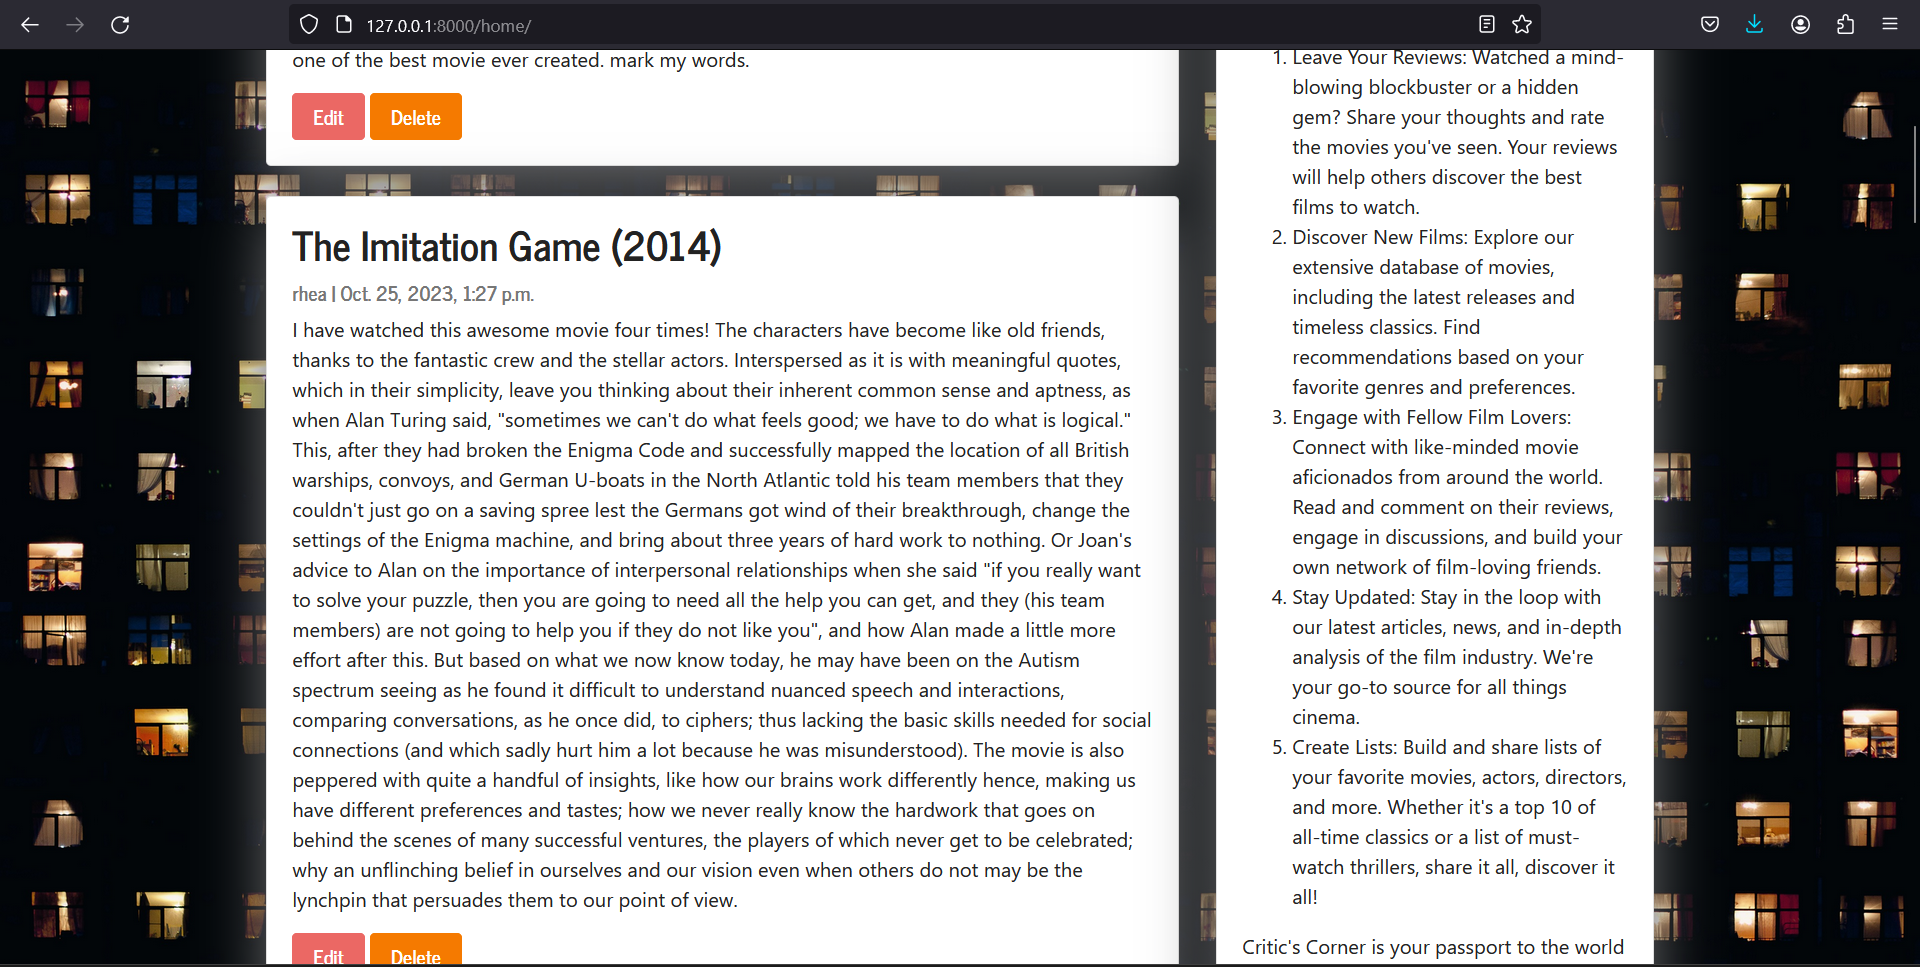 127.0.0.1:8000/home/
one of the best movie ever created. mark my words.
Edit Delete
The Imitation Game (2014)
rhea | Oct. 25, 2023, 1:27 p.m.
I have watched this awesome movie four times! The characters have become like old friends,
thanks to the fantastic crew and the stellar actors. Interspersed as it is with meaningful quotes,
which in their simplicity, leave you thinking about their inherent common sense and aptness, as
when Alan Turing said, "sometimes we can't do what feels good; we have to do what is logical."
This, after they had broken the Enigma Code and successfully mapped the location of all British
warships, convoys, and German U-boats in the North Atlantic told his team members that they
couldn't just go on a saving spree lest the Germans got wind of their breakthrough, change the
settings of the Enigma machine, and bring about three years of hard work to nothing. Or Joan's
advice to Alan on the importance of interpersonal relationships when she said "if you really want
to solve your puzzle, then you are going to need all the help you can get, and they (his team
members) are not going to help you if they do not like you", and how Alan made a little more
effort after this. But based on what we now know today, he may have been on the Autism
spectrum seeing as he found it difficult to understand nuanced speech and interactions,
comparing conversations, as he once did, to ciphers; thus lacking the basic skills needed for social
connections (and which sadly hurt him a lot because he was misunderstood). The movie is also
peppered with quite a handful of insights, like how our brains work differently hence, making us
have different preferences and tastes; how we never really know the hardwork that goes on
behind the scenes of many successful ventures, the players of which never get to be celebrated;
why an unflinching belief in ourselves and our vision even when others do not may be the
lynchpin that persuades them to our point of view.
Edit Delete
1. Leave Your Reviews: Watched a mind-
blowing blockbuster or a hidden
gem? Share your thoughts and rate
the movies you've seen. Your reviews
will help others discover the best
films to watch.
2. Discover New Films: Explore our
extensive database of movies,
including the latest releases and
timeless classics. Find
recommendations based on your
favorite genres and preferences.
3. Engage with Fellow Film Lovers:
Connect with like-minded movie
aficionados from around the world.
Read and comment on their reviews,
engage in discussions, and build your
own network of film-loving friends.
4. Stay Updated: Stay in the loop with
our latest articles, news, and in-depth
analysis of the film industry. We're
your go-to source for all things
cinema.
5. Create Lists: Build and share lists of
your favorite movies, actors, directors,
and more. Whether it's a top 10 of
all-time classics or a list of must-
watch thrillers, share it all, discover it
all!
Critic's Corner is your passport to the world